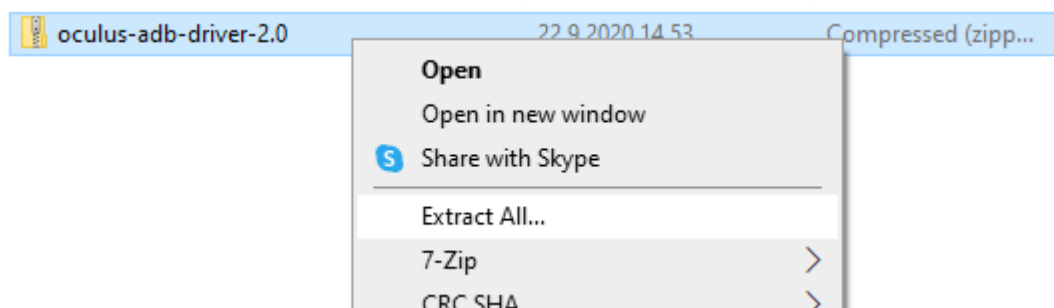 oculus-adb-driver-2.0 22.9.2020 14.53 Compressed (zipp...
Open
Open in new window
S Share with Skype
Extract All...
7-Zip
CRC SHA